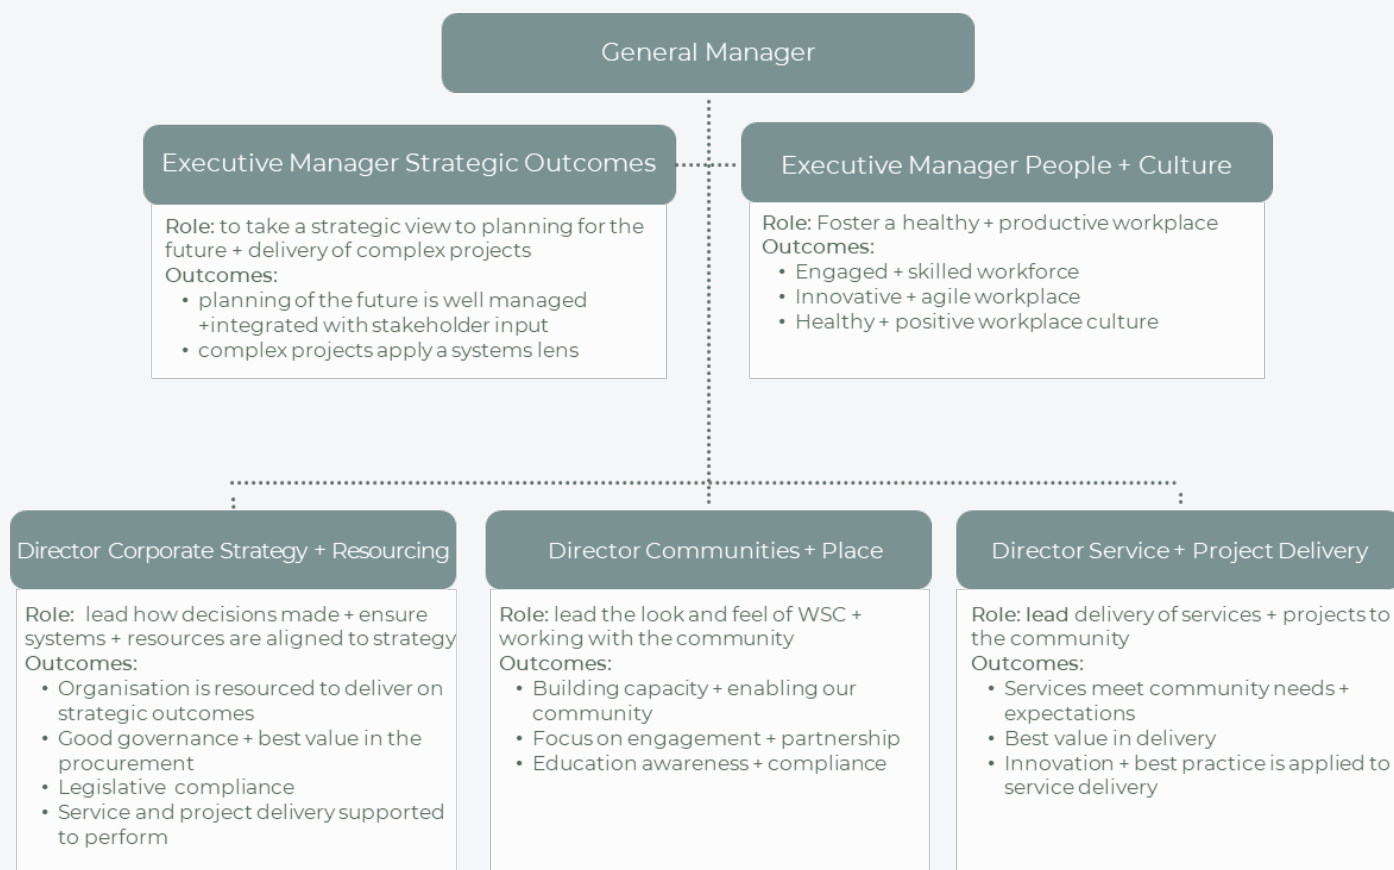 General Manager
Executive Manager Strategic Outcomes
Role: to take a strategic view to planning for the
future + delivery of complex projects
Outcomes:
• planning of the future is well managed
+integrated with stakeholder input
• complex projects apply a systems lens
Executive Manager People + Culture
Role: Foster a healthy + productive workplace
Outcomes:
• Engaged + skilled workforce
• Innovative + agile workplace
• Healthy + positive workplace culture
Director Corporate Strategy + Resourcing
Role: lead how decisions made + ensure
systems + resources are aligned to strategy
Outcomes:
• Organisation is resourced to deliver on
strategic outcomes
• Good governance + best value in the
procurement
• Legislative compliance
• Service and project delivery supported
to perform
Director Communities + Place
Role: lead the look and feel of WSC +
working with the community
Outcomes:
• Building capacity + enabling our
community
• Focus on engagement + partnership
• Education awareness + compliance
Director Service + Project Delivery
Role: lead delivery of services + projects to
the community
Outcomes:
• Services meet community needs +
expectations
• Best value in delivery
• Innovation + best practice is applied to
service delivery